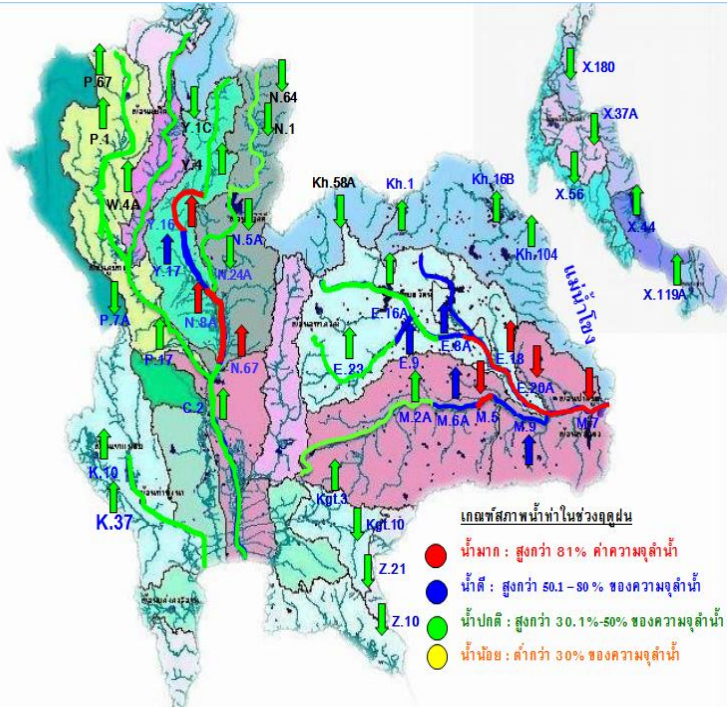 X.180
P.67
N.64
Y.1C
X.37A
N.1
P.1
Y.4
Kh.58A
Kh.1
Kh.16B
X.56
W.4A
Y.16
X.44
N.5A
Kh.104
Y.17
N.24A
แม่น้ำโขง
X.119A
P.7A
E.16A
N.8A
E.8A
P.17
N.67
E.23
E.9
E.18
E.20A
C.2
M.2A
M.6A
M.5
M.9
M.7
K.10
Kgt.3
K.37
Kgt.10
Z.21
Z.10
เกณฑ์สภาพน้ำท่าในช่วงฤดูฝน
น้ำมาก : สูงกว่า 81% ค่าความจุลำน้ำ
น้ำดี : สูงกว่า 50.1 - 80 % ของความจุลำน้ำ
น้ำปกติ : สูงกว่า 30.1%-50% ของความจุลำน้ำ
น้ำน้อย : ต่ำกว่า 30% ของความจุลำน้ำ